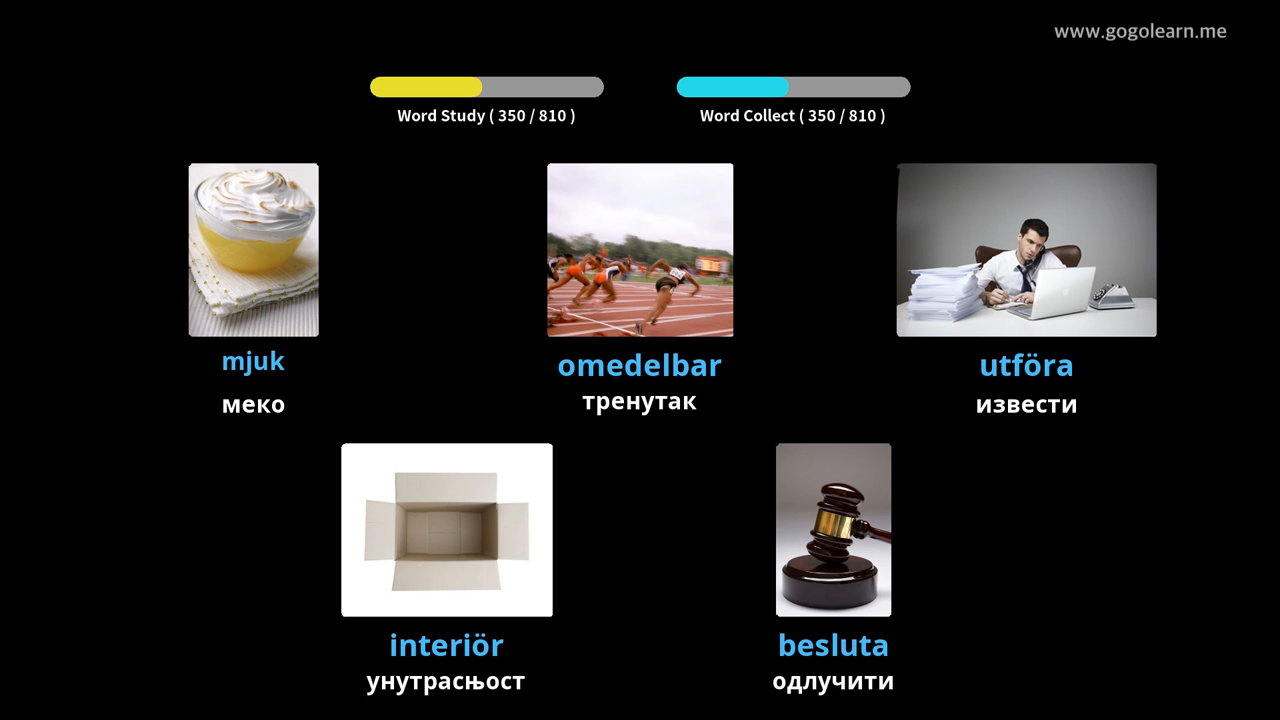 www.gogolearn.me
Word Study ( 350 / 810 )
Word Collect ( 350 / 810 )
mjuk
меко
omedelbar
тренутак
utföra
извести
interiör
унутрасњост
besluta
одлучити